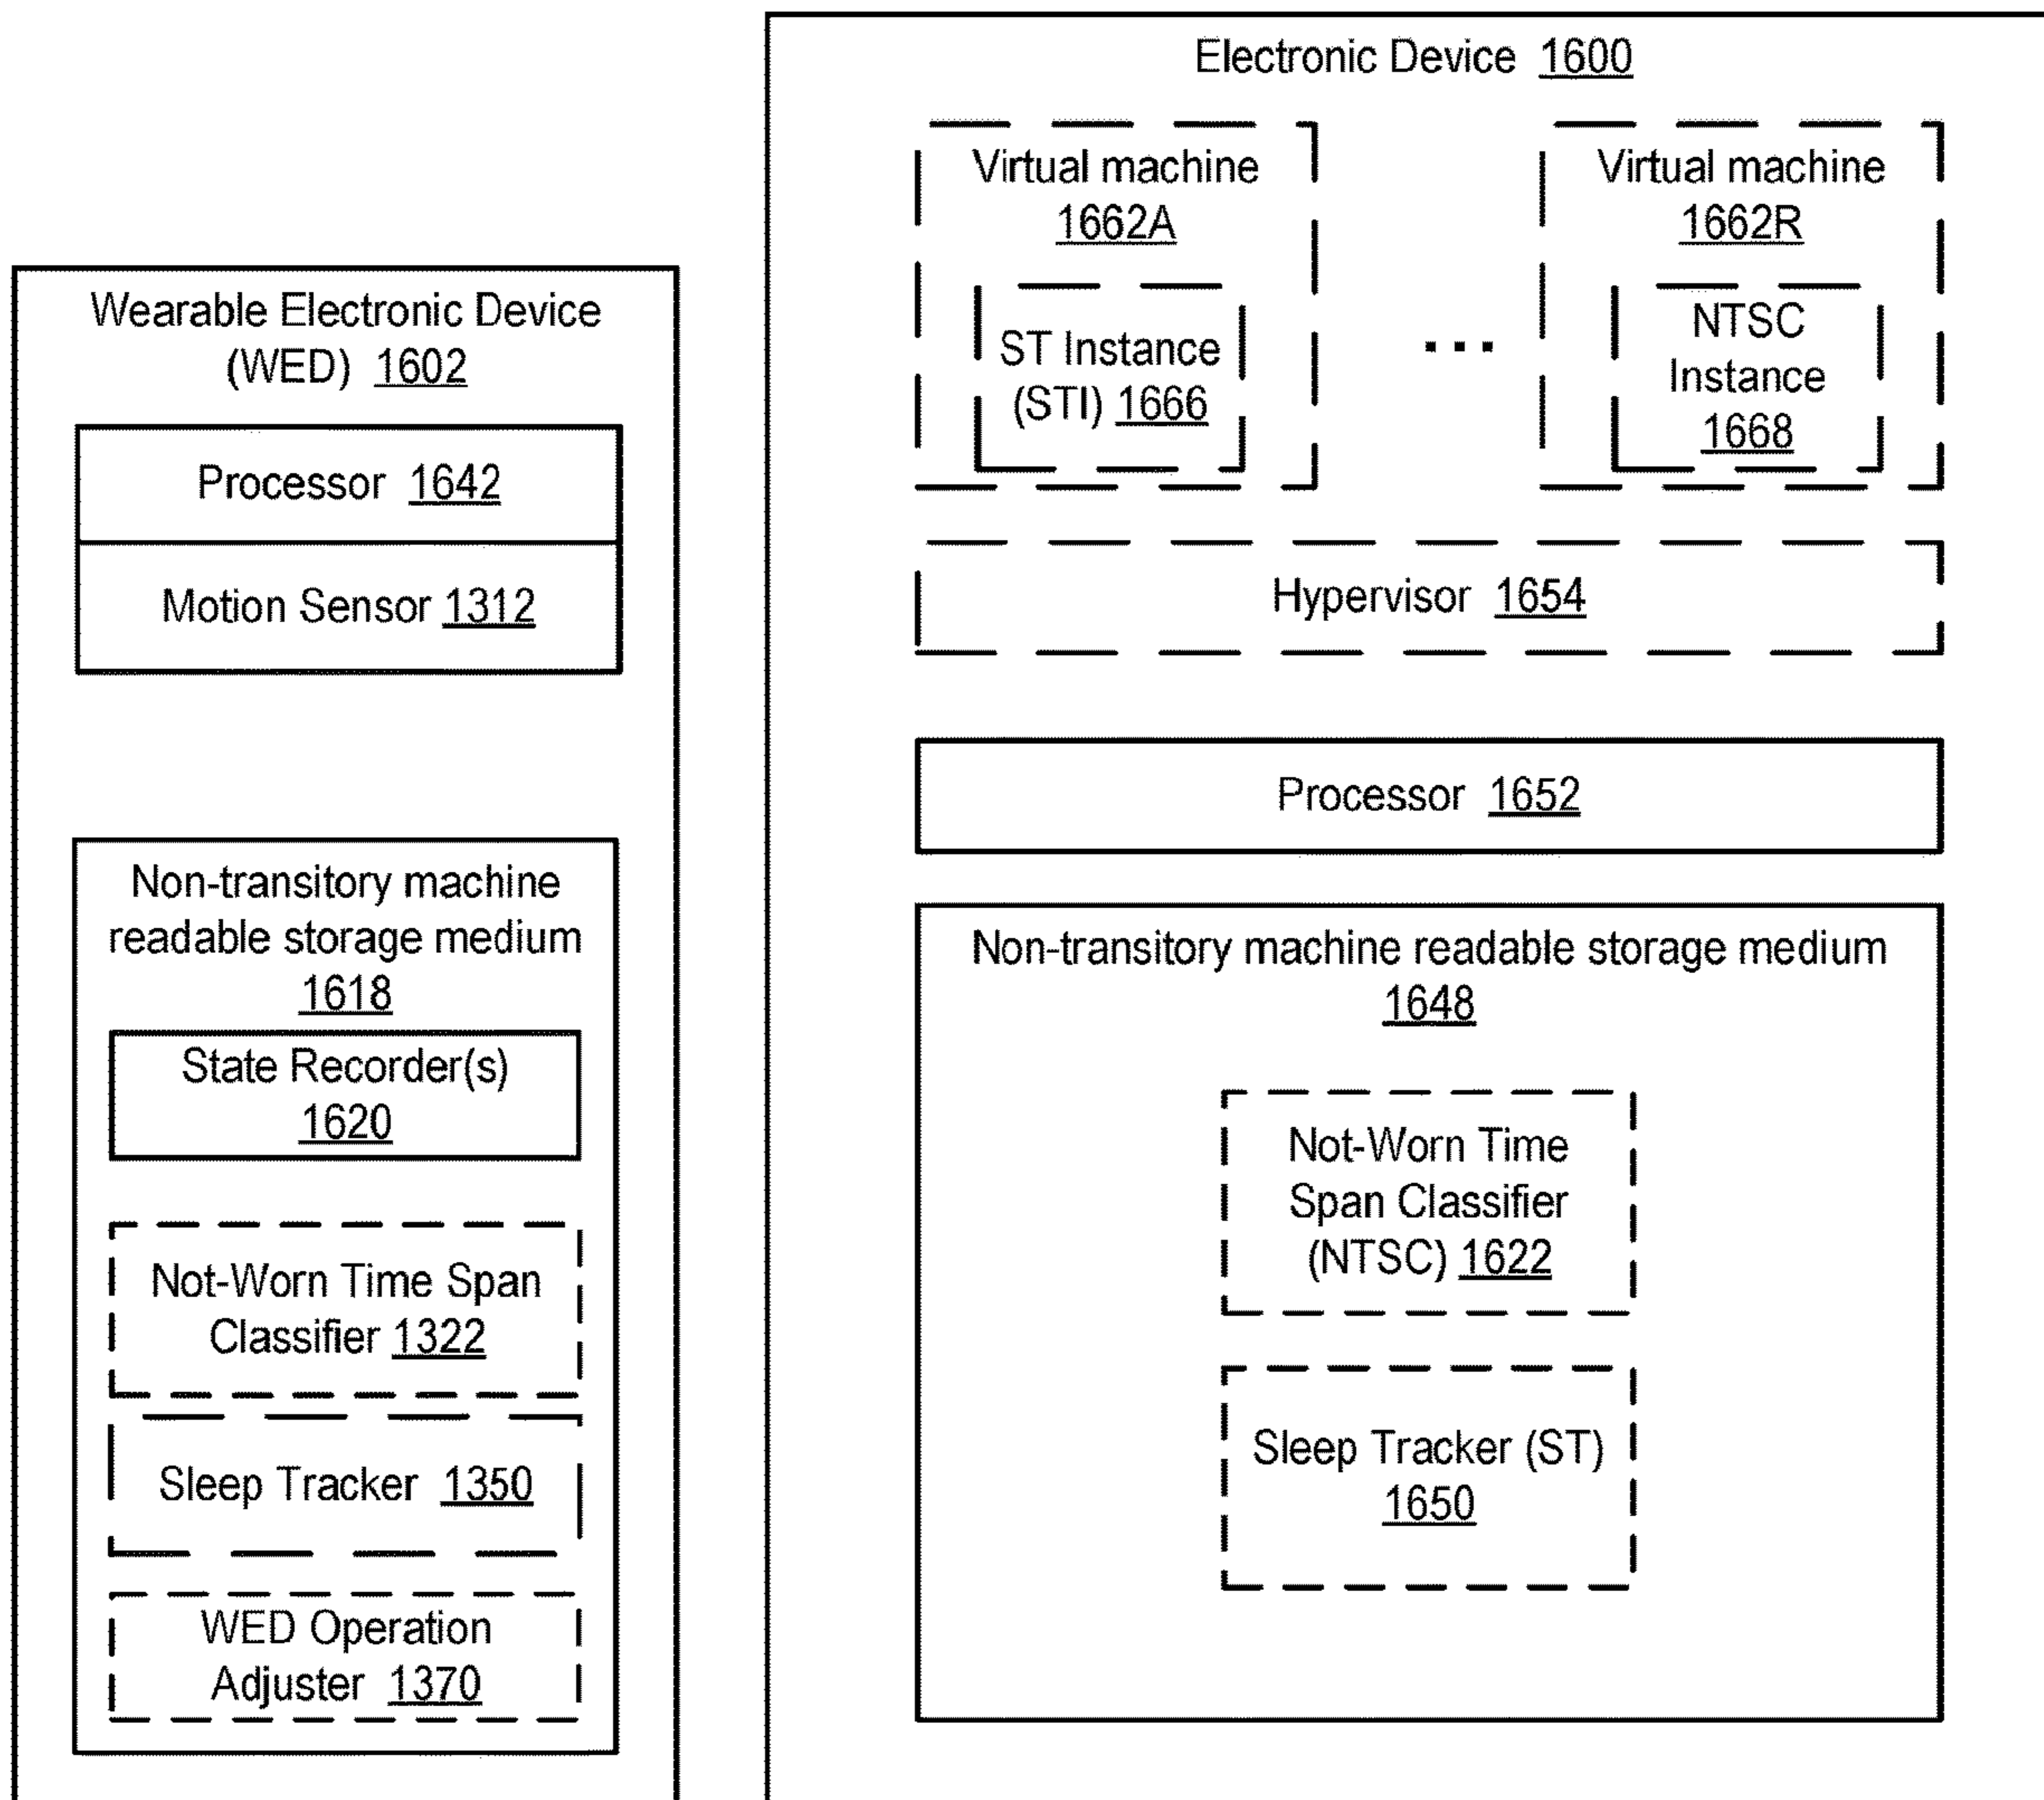 Wearable Electronic Device
(WED) 1602
Processor 1642
Motion Sensor 1312
Non-transitory machine
readable storage medium
1618
State Recorder(s)
1620
Not-Worn Time Span
Classifier 1322
Sleep Tracker 1350
WED Operation
Adjuster 1370
Electronic Device 1600
Virtual machine
1662A
ST Instance
(STI) 1666
...
Virtual machine
1662R
NTSC
Instance
1668
Hypervisor 1654
Processor 1652
Non-transitory machine readable storage medium
1648
Not-Worn Time
Span Classifier
(NTSC) 1622
Sleep Tracker (ST)
1650